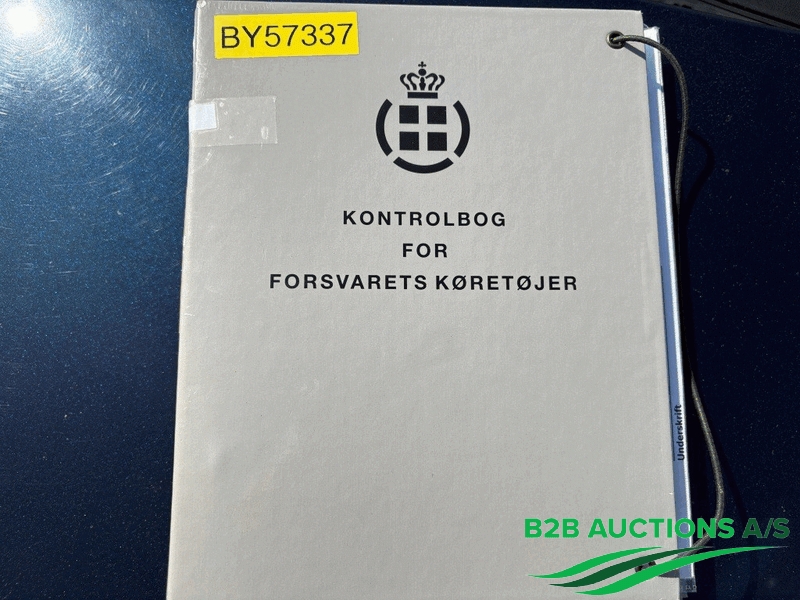 BY57337
KONTROLBOG
FOR
FORSVARETS KØRETØJER
Underskrift
B2B AUCTIONS A/S